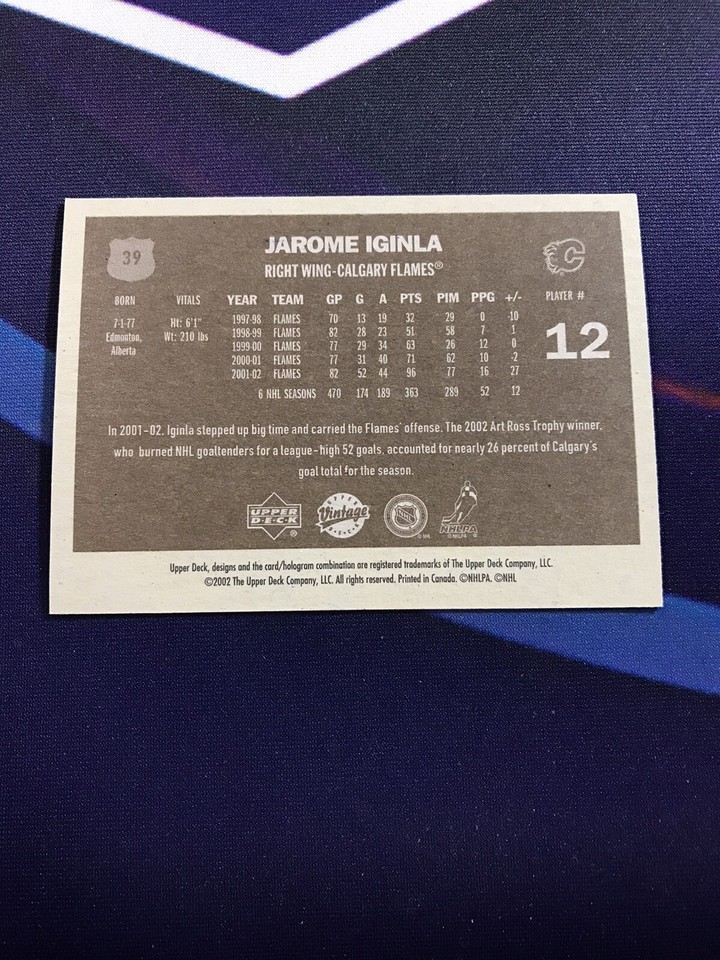 39
JAROME IGINLA
RIGHT WING-CALGARY FLAMES®
BORN VITALS YEAR TEAM GP G A PTS PIM PPG +/- PLAYER #
7-1-77 Ht: 6'1" 1997-98 FLAMES 70 13 19 32 29 0 -10
Edmonton, Wt: 210 lbs 1998-99 FLAMES 82 28 23 51 58 7 1
Alberta 1999-00 FLAMES 77 29 34 63 26 12 0
2000-01 FLAMES 77 31 40 71 62 10 -2
2001-02 FLAMES 82 52 44 96 77 16 27
6 NHL SEASONS 470 174 189 363 289 52 12
12
In 2001-02, Iginla stepped up big time and carried the Flames' offense. The 2002 Art Ross Trophy winner,
who burned NHL goaltenders for a league-high 52 goals, accounted for nearly 26 percent of Calgary's
goal total for the season.
UPPER DECK
UPPER Vintage DECK
NHL
© NHL
NHLPA
© NHLPA
Upper Deck, designs and the card/hologram combination are registered trademarks of The Upper Deck Company, LLC.
©2002 The Upper Deck Company, LLC. All rights reserved. Printed in Canada. ©NHLPA. ©NHL